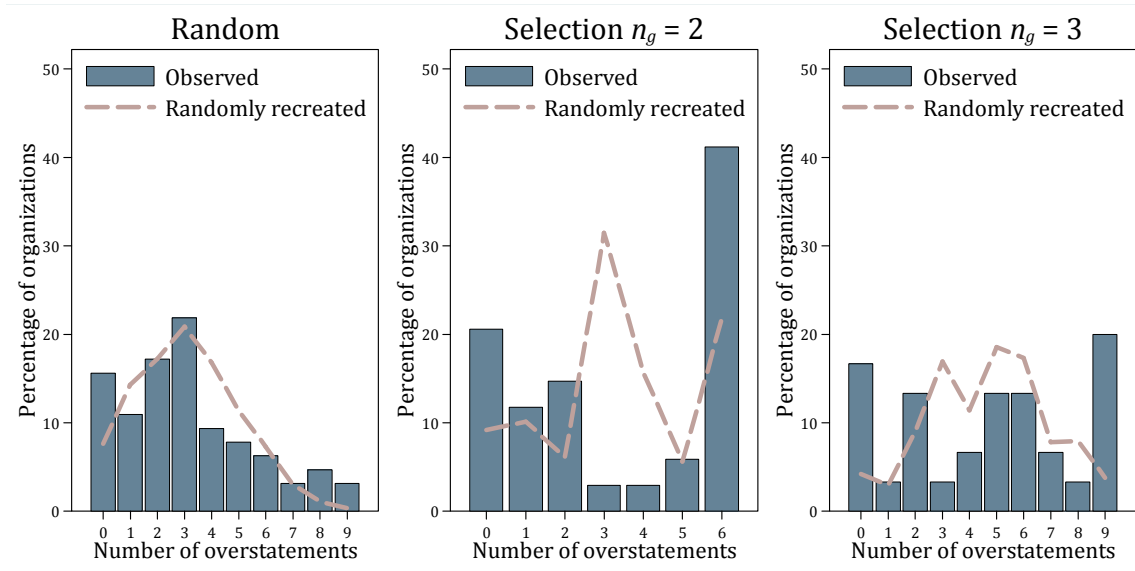 Random
Percentage of organizations
50
40
30
20
10
0
Observed
Randomly recreated
0 1 2 3 4 5 6 7 8 9
Number of overstatements
Selection n_g = 2
Percentage of organizations
50
40
30
20
10
0
Observed
Randomly recreated
0 1 2 3 4 5 6
Number of overstatements
Selection n_g = 3
Percentage of organizations
50
40
30
20
10
0
Observed
Randomly recreated
0 1 2 3 4 5 6 7 8 9
Number of overstatements